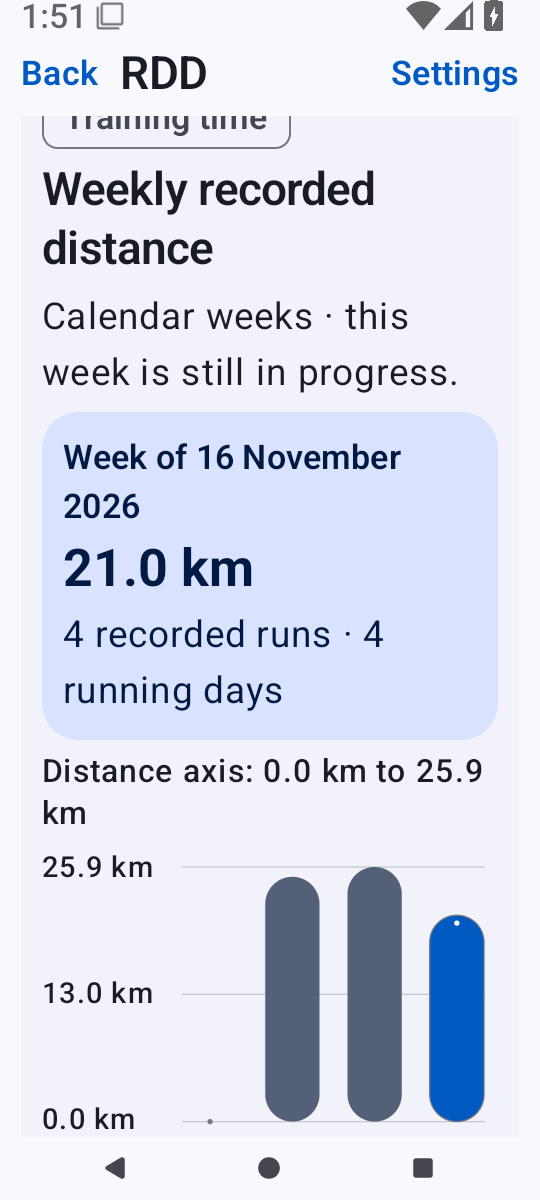 1:51
Back RDD Settings
Training time
Weekly recorded
distance
Calendar weeks · this
week is still in progress.
Week of 16 November
2026
21.0 km
4 recorded runs · 4
running days
Distance axis: 0.0 km to 25.9
km
25.9 km
13.0 km
0.0 km